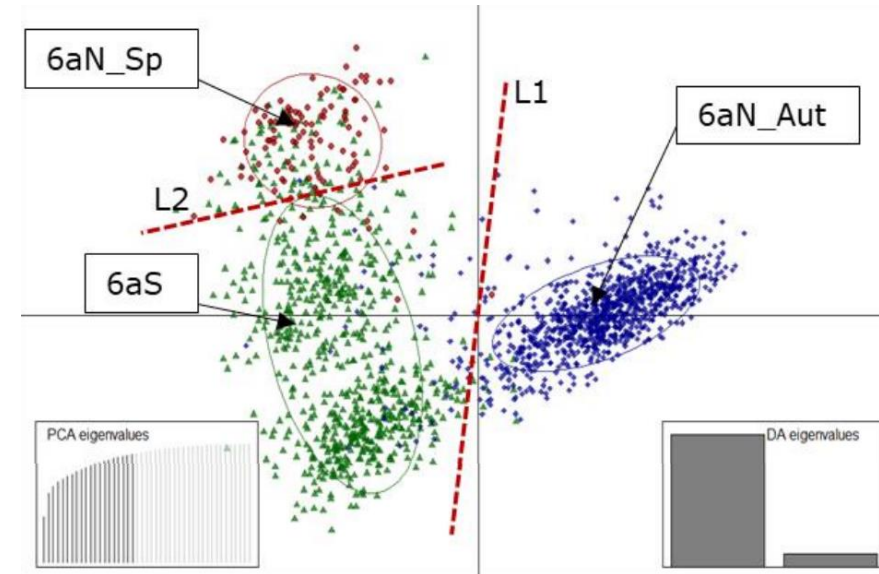 6aN_Sp
L1
6aN_Aut
L2
6aS
PCA eigenvalues
DA eigenvalues